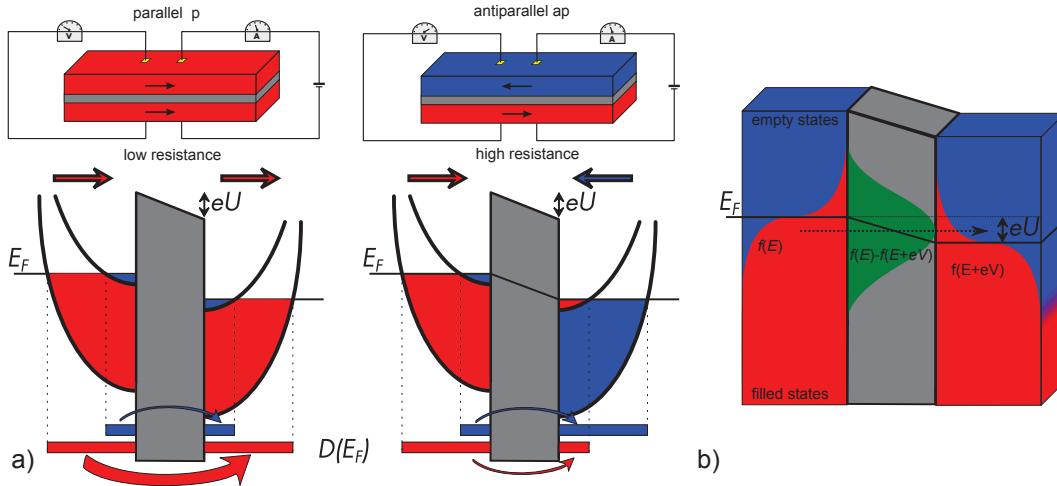 parallel p
antiparallel ap
V
A
V
A
low resistance
high resistance
eU
eU
E_F
E_F
D(E_F)
a)
empty states
E_F
eU
f(E)
f(E)-f(E+eV)
f(E+eV)
filled states
b)